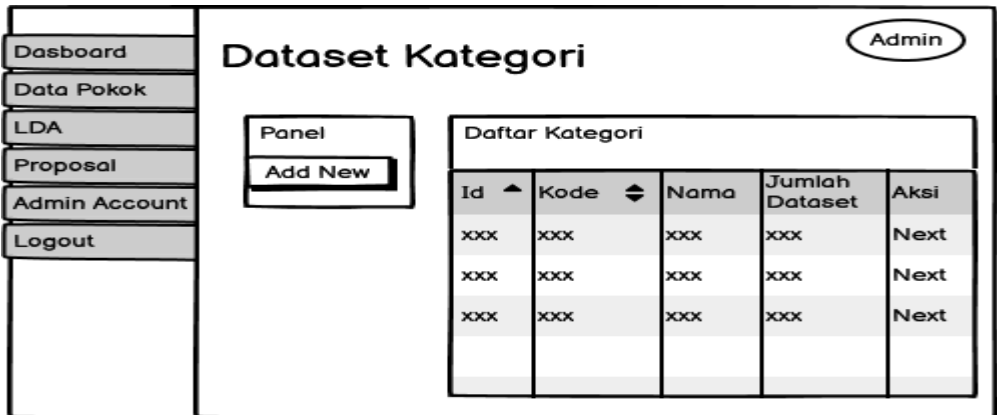 Dasboard
Data Pokok
LDA
Proposal
Admin Account
Logout
Dataset Kategori
Admin
Panel
Add New
Daftar Kategori
Id Kode Nama Jumlah Dataset Aksi
xxx xxx xxx xxx Next
xxx xxx xxx xxx Next
xxx xxx xxx xxx Next